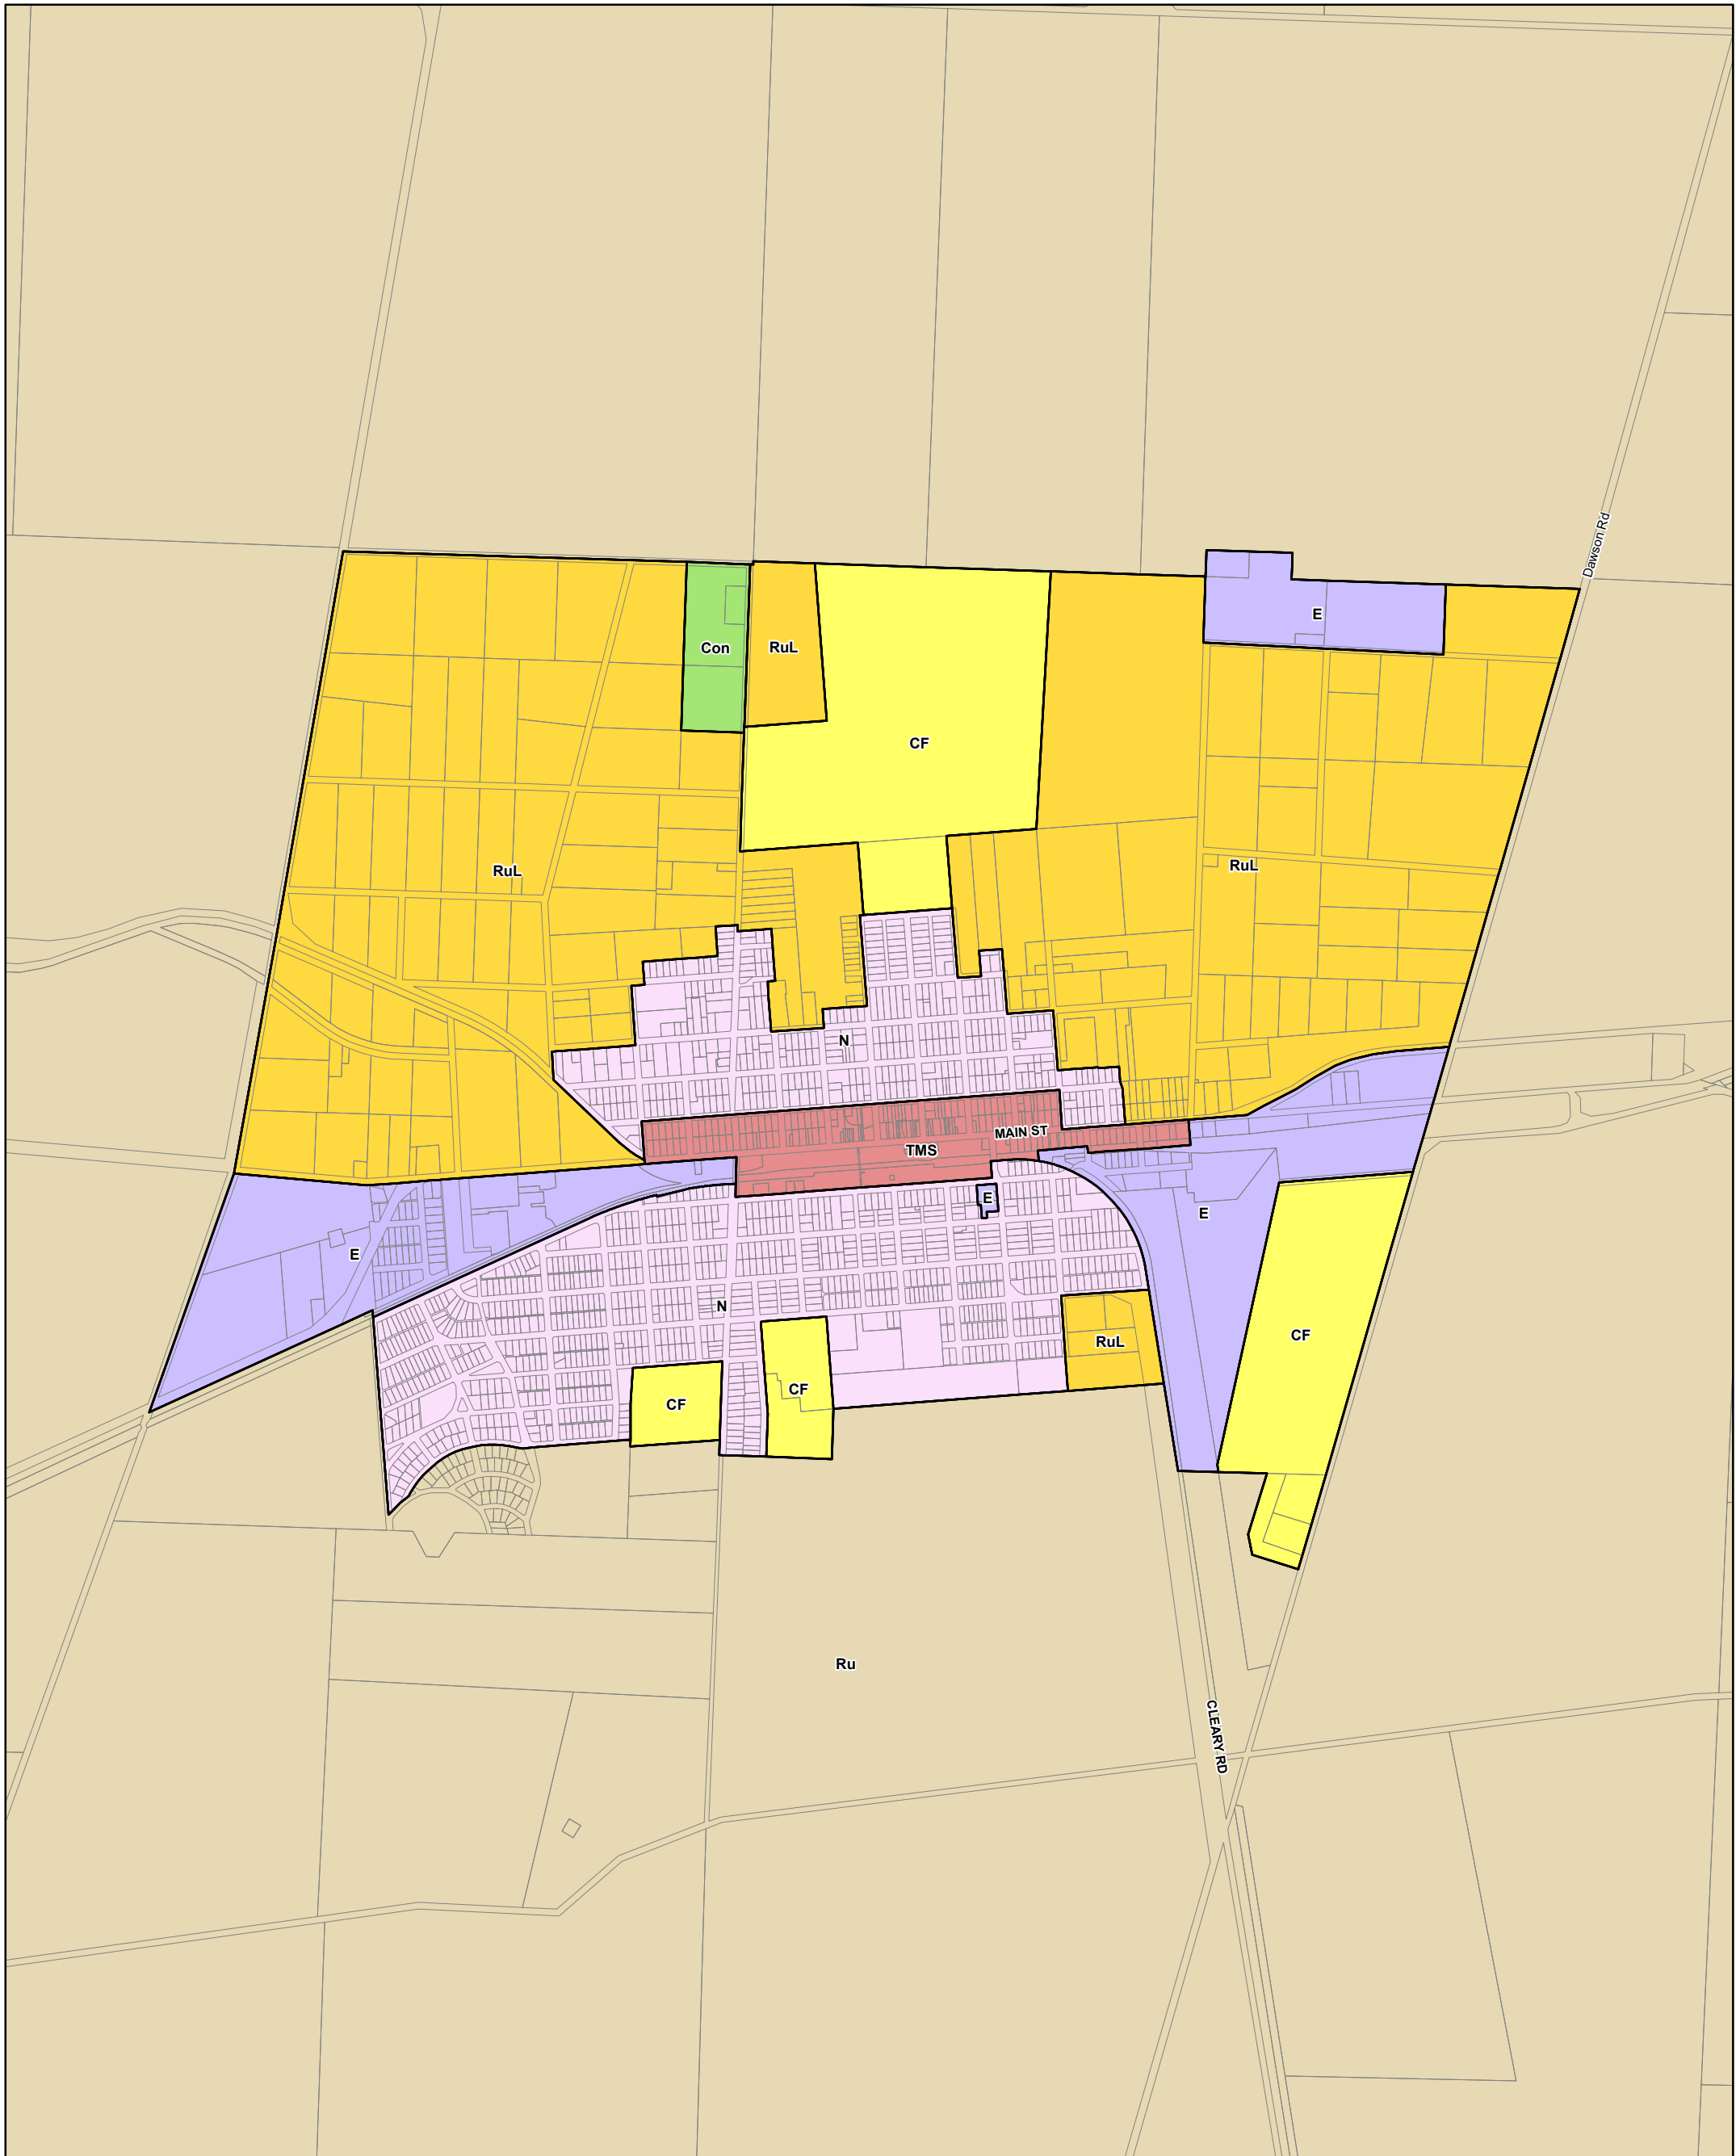 Dawson Rd
E
Con
RuL
CF
RuL
RuL
N
MAIN ST
TMS
E
E
E
N
CF
RuL
CF
CF
Ru
CLEARY RD